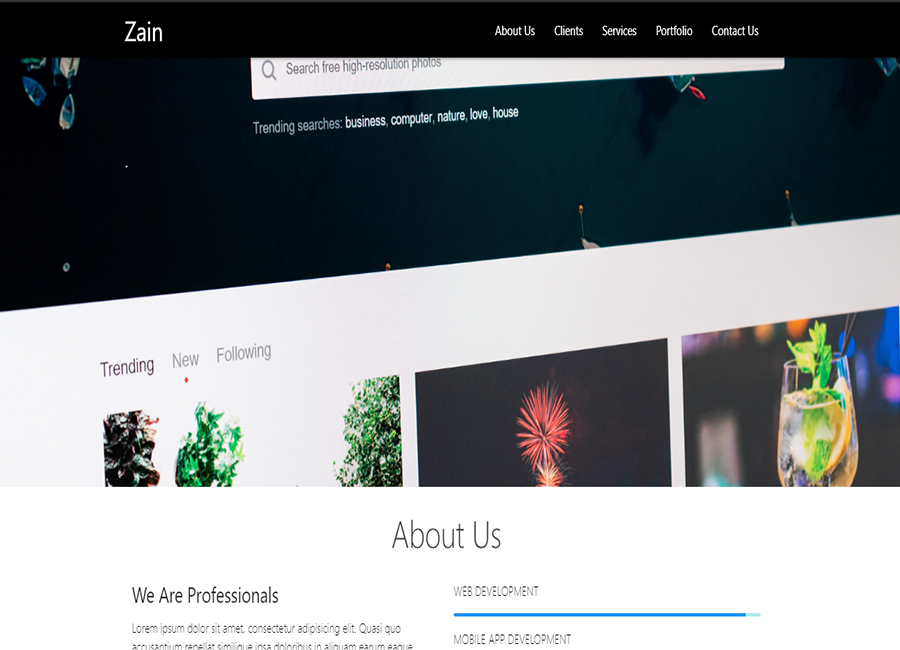 Zain
About Us Clients Services Portfolio Contact Us
Search free high-resolution photos
Trending searches: business, computer, nature, love, house
Trending New Following
About Us
We Are Professionals
Lorem ipsum dolor sit amet, consectetur adipisicing elit. Quasi quo
accusantium repellat similique ipsa doloribus in aliquam earum eaque
WEB DEVELOPMENT
MOBILE APP DEVELOPMENT